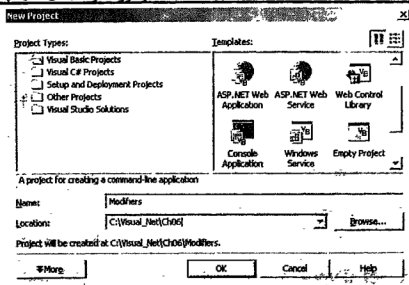 New Project
Project Types:
Templates:
Visual Basic Projects
Visual C# Projects
Setup and Deployment Projects
Other Projects
Visual Studio Solutions
ASP.NET Web Application
ASP.NET Web Service
Web Control Library
Console Application
Windows Service
Empty Project
A project for creating a command-line application
Name:
Modifiers
Location:
C:\Visual_Net\Ch06
Browse...
Project will be created at C:\Visual_Net\Ch06\Modifiers.
More
OK
Cancel
Help